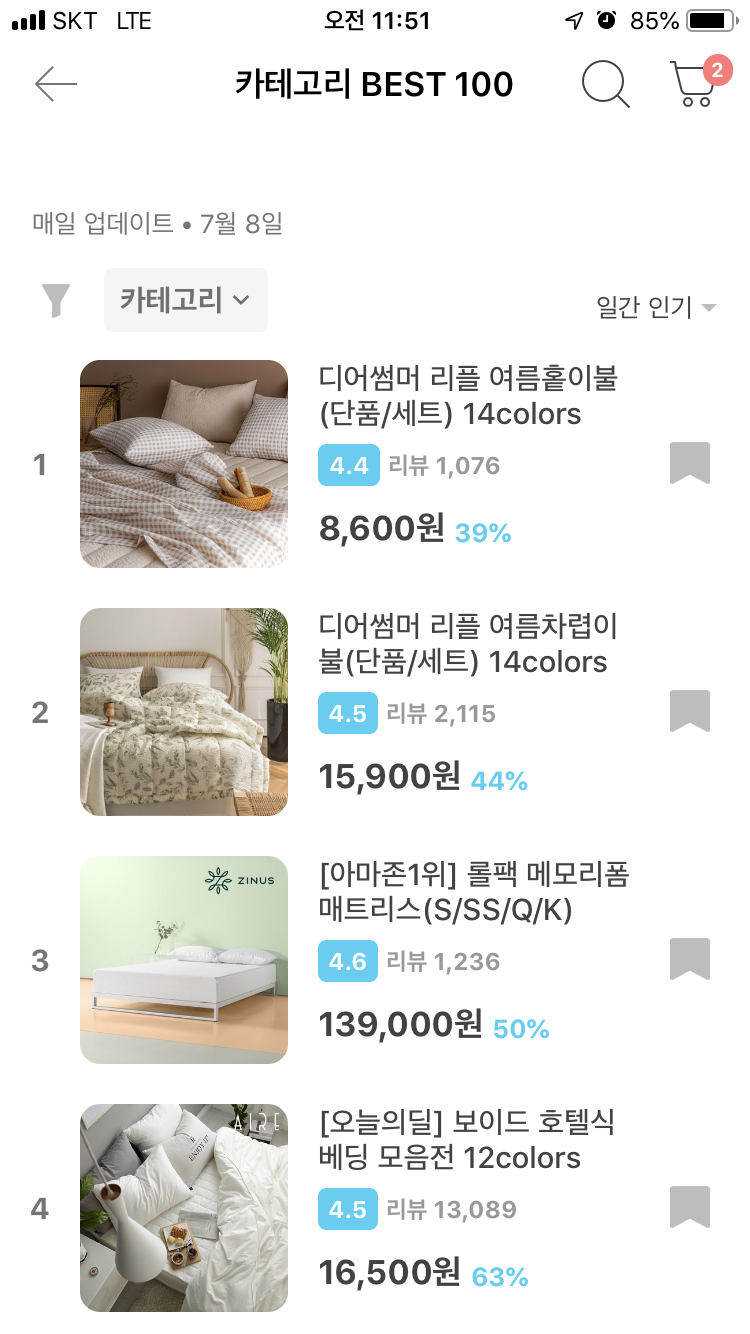 SKT LTE 오전 11:51 85%
카테고리 BEST 100
2
매일 업데이트 • 7월 8일
카테고리
일간 인기
1
디어썸머 리플 여름홑이불
(단품/세트) 14colors
4.4 리뷰 1,076
8,600원 39%
2
디어썸머 리플 여름차렵이
불(단품/세트) 14colors
4.5 리뷰 2,115
15,900원 44%
3
ZINUS
[아마존1위] 롤팩 메모리폼
매트리스(S/SS/Q/K)
4.6 리뷰 1,236
139,000원 50%
4
AIRE
ENJOY IT!
[오늘의딜] 보이드 호텔식
베딩 모음전 12colors
4.5 리뷰 13,089
16,500원 63%